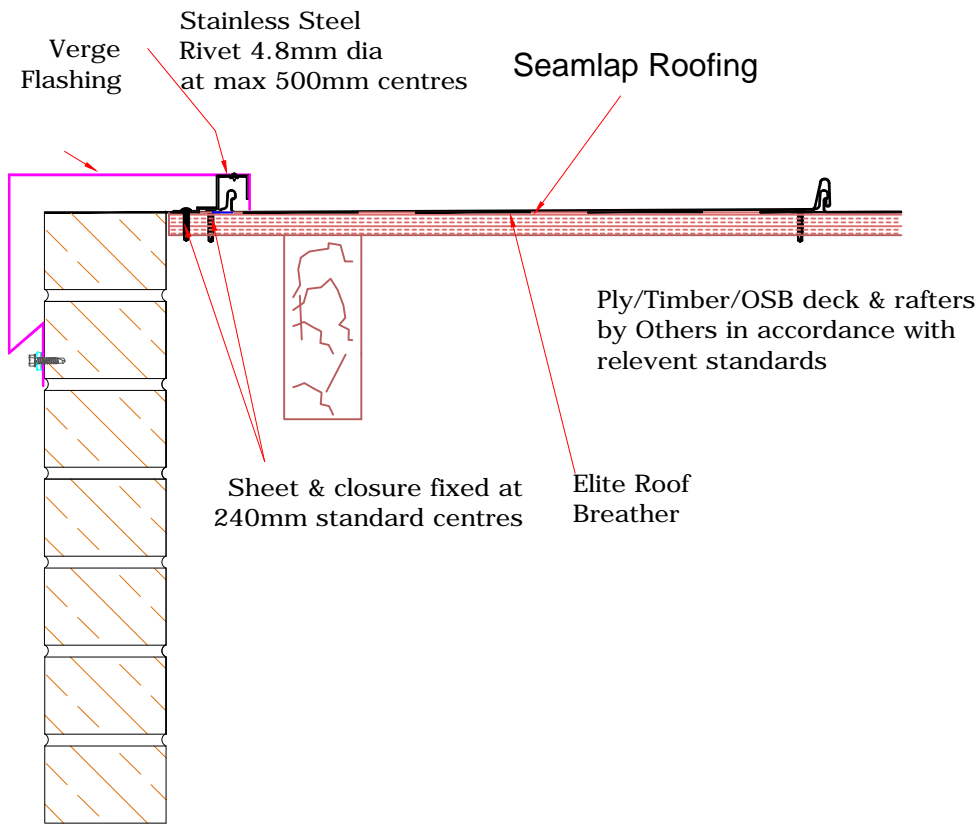 Stainless Steel
Rivet 4.8mm dia
at max 500mm centres
Verge
Flashing
Seamlap Roofing
Ply/Timber/OSB deck & rafters
by Others in accordance with
relevent standards
Sheet & closure fixed at
240mm standard centres
Elite Roof
Breather